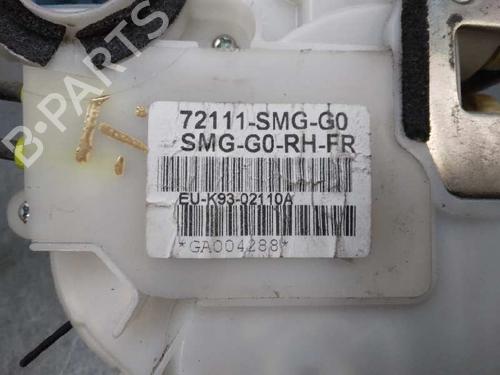 B-PARTS
72111-SMG-G0
SMG-G0-RH-FR
EU-K93-02110A
*GA004288*